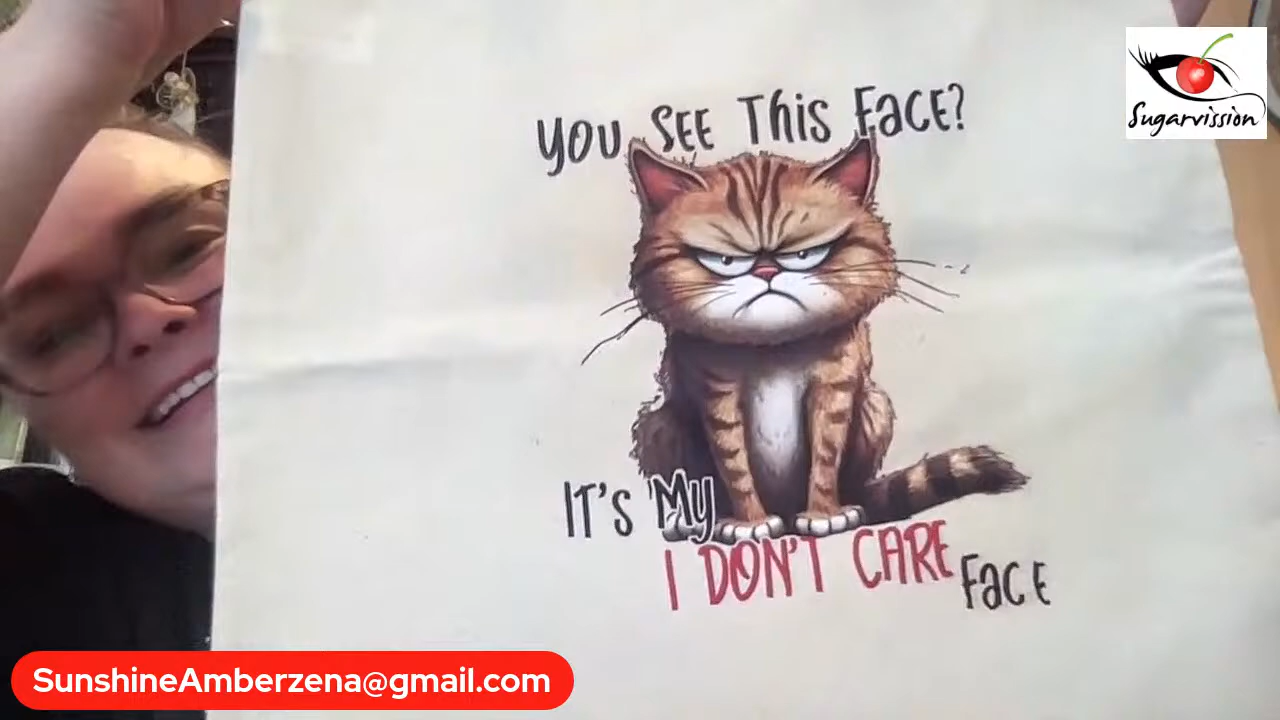 You See This Face?
Sugarvission
It's My
I DON'T CARE
Face
SunshineAmberzena@gmail.com